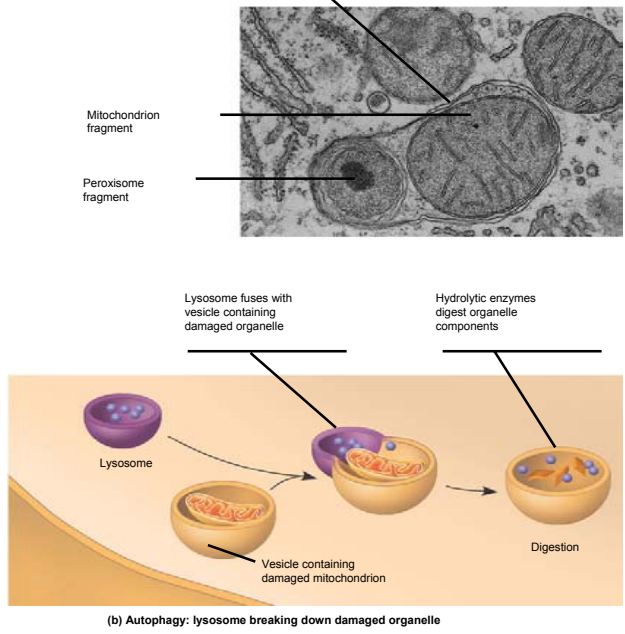 Mitochondrion
fragment
Peroxisome
fragment
Lysosome fuses with
vesicle containing
damaged organelle
Hydrolytic enzymes
digest organelle
components
Lysosome
Vesicle containing
damaged mitochondrion
Digestion
(b) Autophagy: lysosome breaking down damaged organelle